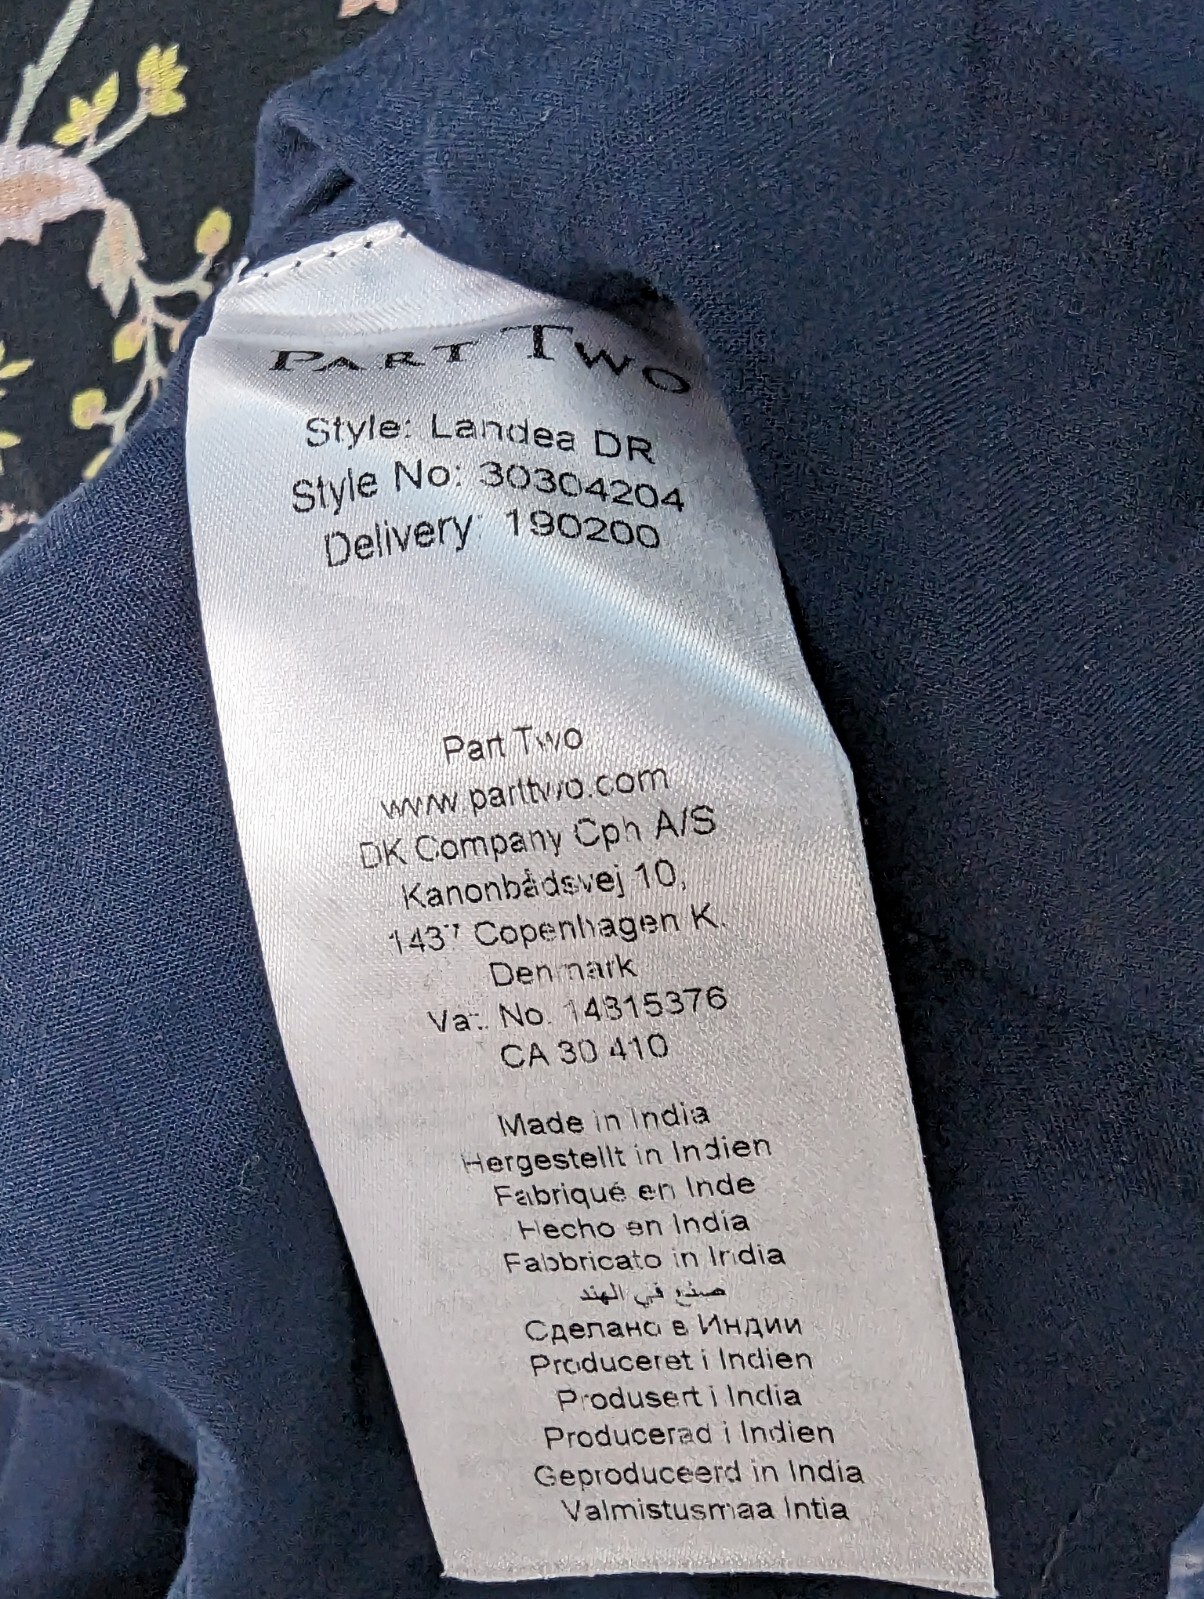 PART TWO
Style: Landea DR
Style No: 30304204
Delivery: 190200
Part Two
www.parttwo.com
DK Company Cph A/S
Kanonbådsvej 10,
1437 Copenhagen K.
Denmark
Vat. No. 14315376
CA 30 410
Made in India
Hergestellt in Indien
Fabriqué en Inde
Hecho en India
Fabbricato in India
صنع في الهند
Сделано в Индии
Produceret i Indien
Produsert i India
Producerad i Indien
Geproduceerd in India
Valmistusmaa Intia